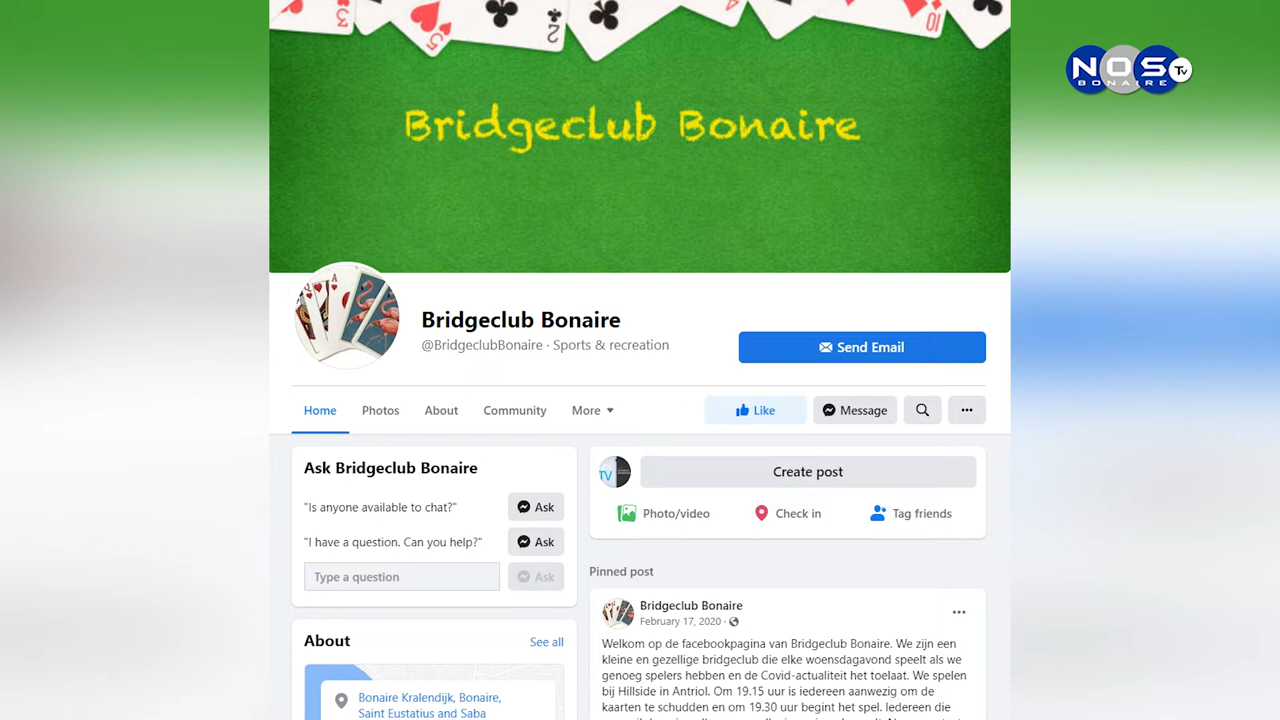 3
5
2
4
10
NOS Tv
BONAIRE
Bridgeclub Bonaire
Q
A
Bridgeclub Bonaire
@BridgeclubBonaire · Sports & recreation
Send Email
Home
Photos
About
Community
More
Like
Message
Ask Bridgeclub Bonaire
"Is anyone available to chat?"
Ask
"I have a question. Can you help?"
Ask
Type a question
Ask
About
See all
Bonaire Kralendijk, Bonaire,
Saint Eustatius and Saba
TV
Create post
Photo/video
Check in
Tag friends
Pinned post
Bridgeclub Bonaire
February 17, 2020 ·
Welkom op de facebookpagina van Bridgeclub Bonaire. We zijn een
kleine en gezellige bridgeclub die elke woensdagavond speelt als we
genoeg spelers hebben en de Covid-actualiteit het toelaat. We spelen
bij Hillside in Antriol. Om 19.15 uur is iedereen aanwezig om de
kaarten te schudden en om 19.30 uur begint het spel. Iedereen die